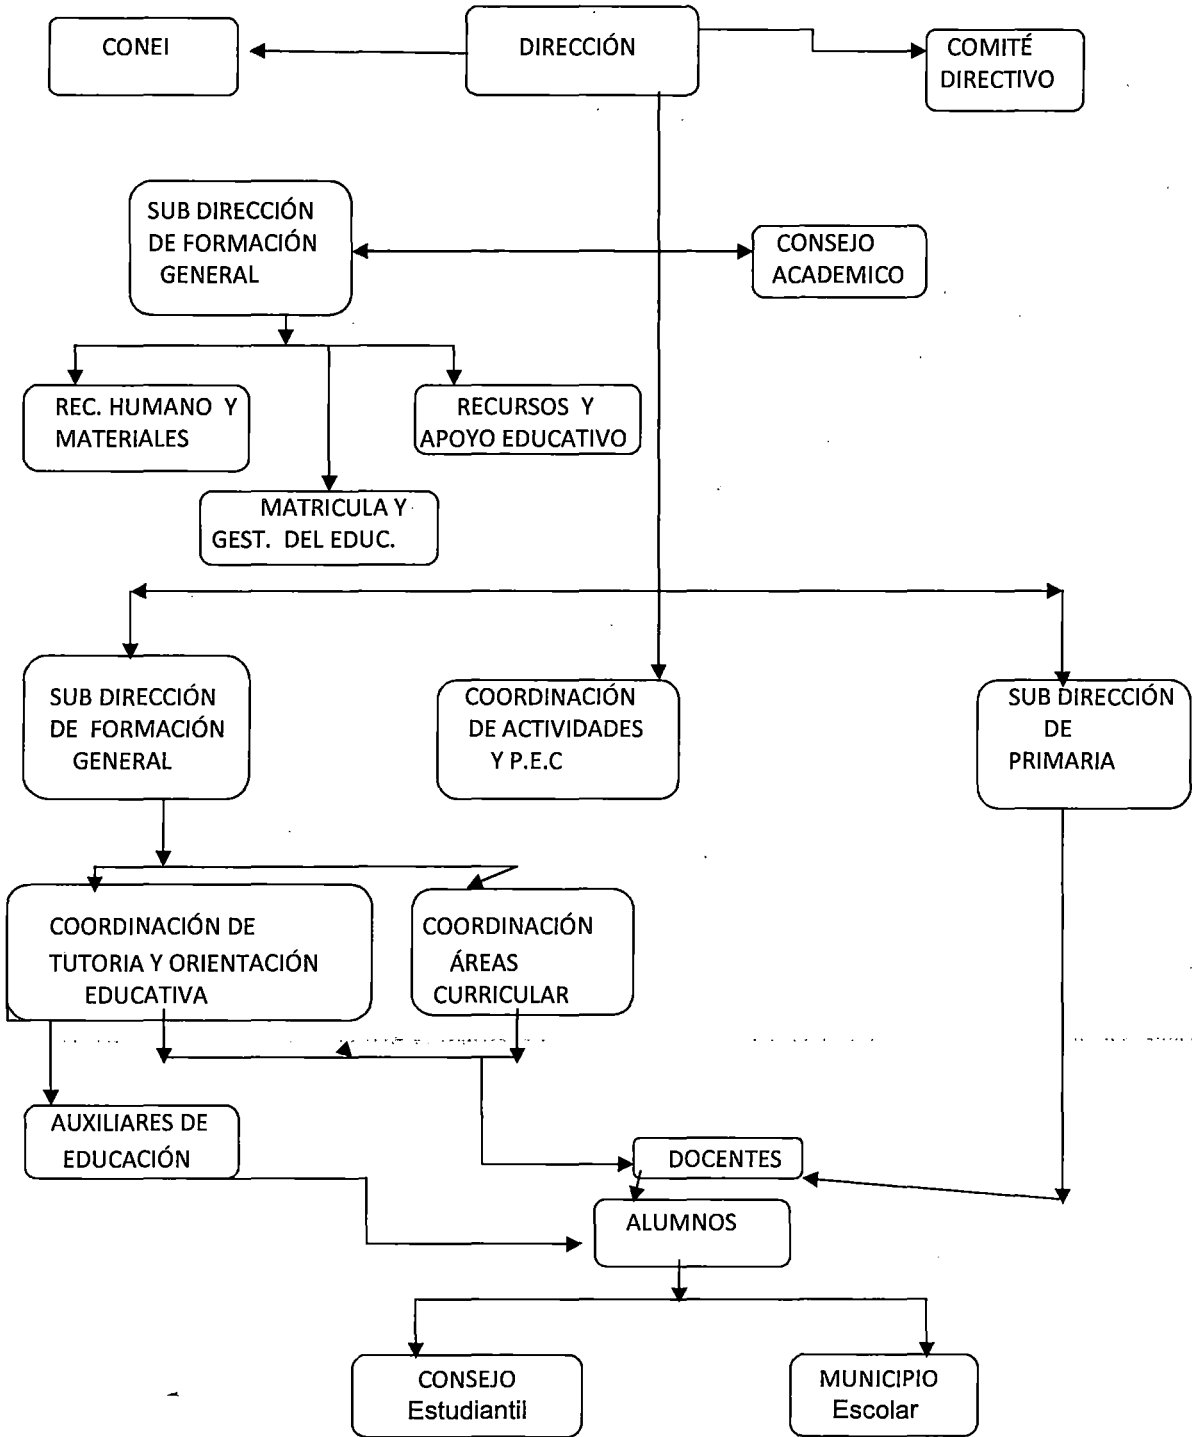 CONEI
DIRECCIÓN
COMITÉ
DIRECTIVO
SUB DIRECCIÓN
DE FORMACIÓN
GENERAL
CONSEJO
ACADEMICO
REC. HUMANO Y
MATERIALES
RECURSOS Y
APOYO EDUCATIVO
MATRICULA Y
GEST. DEL EDUC.
SUB DIRECCIÓN
DE FORMACIÓN
GENERAL
COORDINACIÓN
DE ACTIVIDADES
Y P.E.C
SUB DIRECCIÓN
DE
PRIMARIA
COORDINACIÓN DE
TUTORIA Y ORIENTACIÓN
EDUCATIVA
COORDINACIÓN
ÁREAS
CURRICULAR
AUXILIARES DE
EDUCACIÓN
DOCENTES
ALUMNOS
CONSEJO
Estudiantil
MUNICIPIO
Escolar